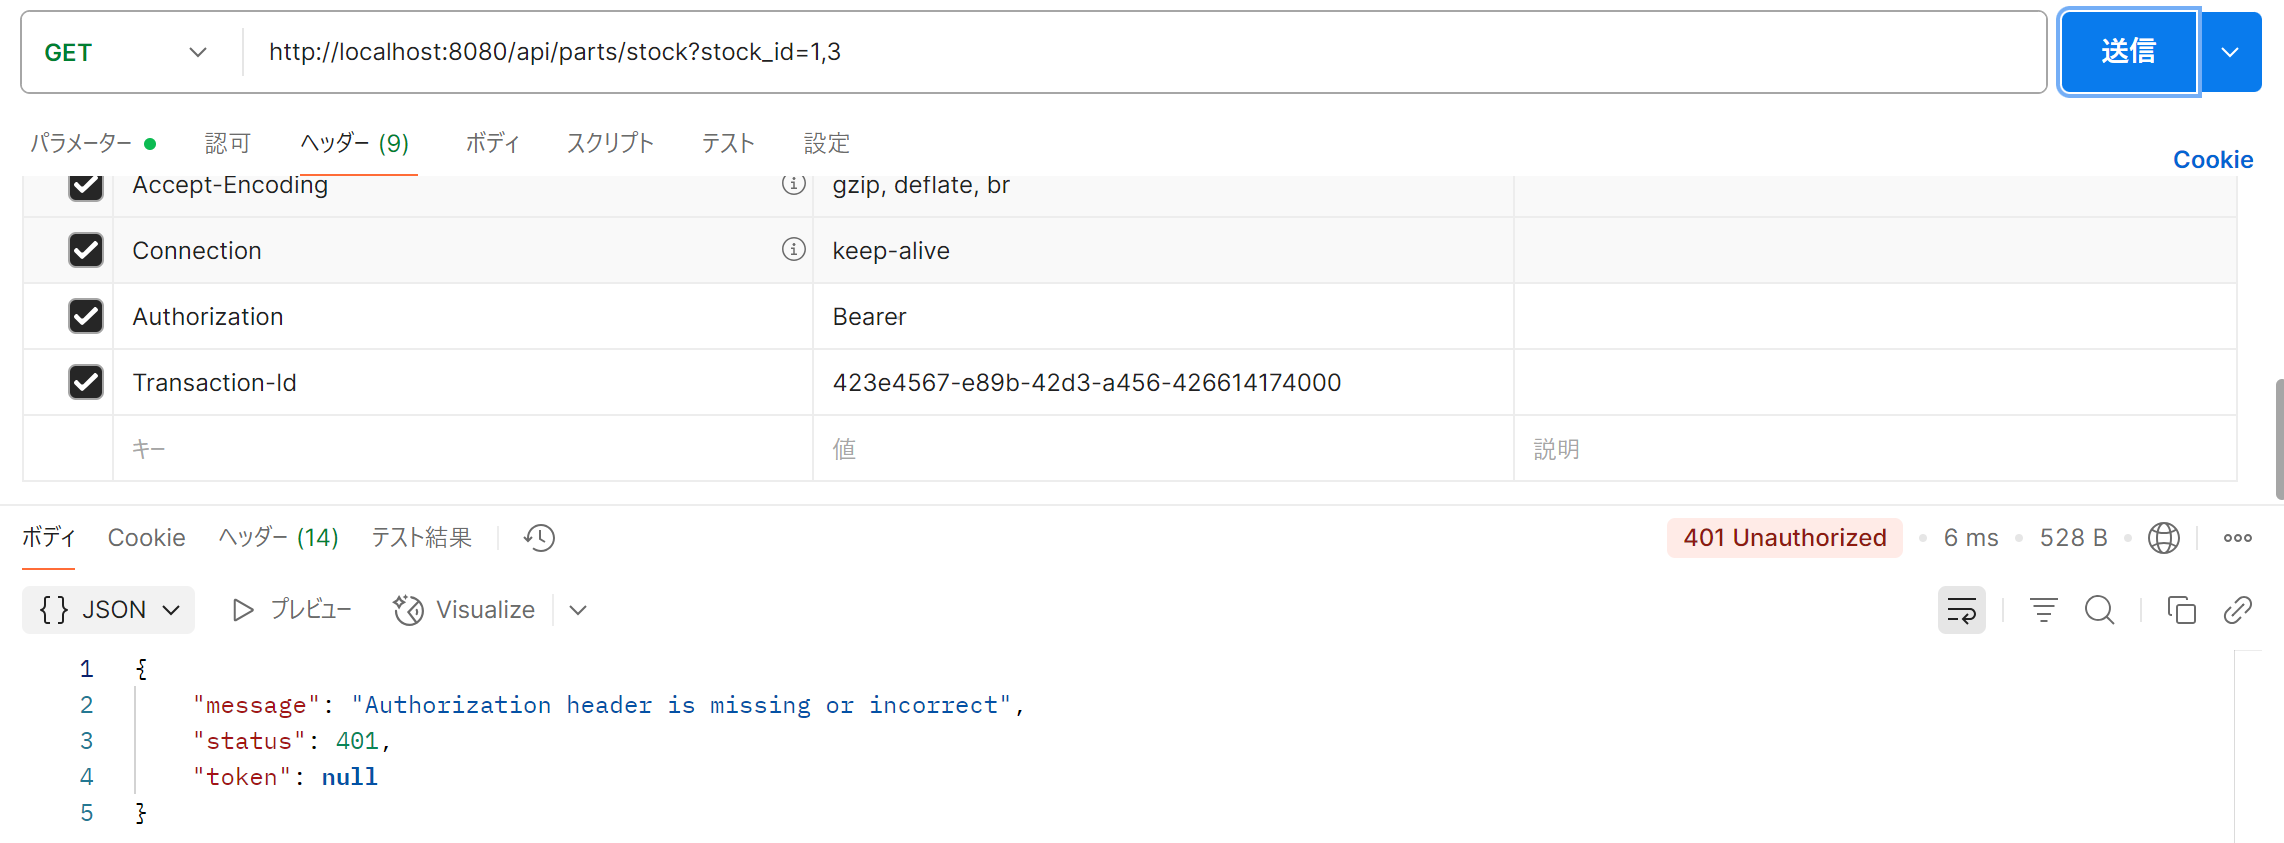 GET http://localhost:8080/api/parts/stock?stock_id=1,3 送信
パラメーター 認可 ヘッダー (9) ボディ スクリプト テスト 設定 Cookie
Accept-Encoding gzip, deflate, br
Connection keep-alive
Authorization Bearer
Transaction-Id 423e4567-e89b-42d3-a456-426614174000
キー 値 説明
ボディ Cookie ヘッダー (14) テスト結果 401 Unauthorized 6 ms 528 B
{} JSON プレビュー Visualize
1 {
2 "message": "Authorization header is missing or incorrect",
3 "status": 401,
4 "token": null
5 }